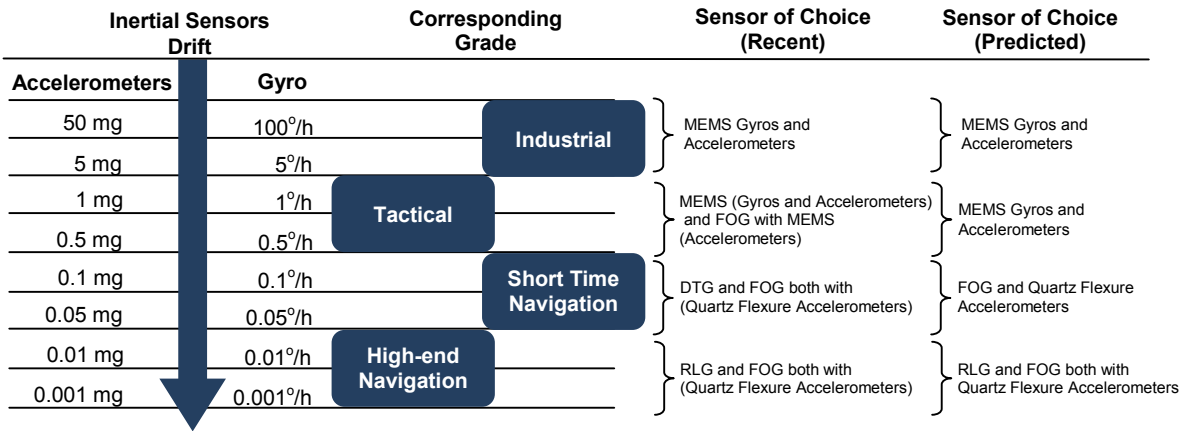 Inertial Sensors
Drift
Corresponding
Grade
Sensor of Choice
(Recent)
Sensor of Choice
(Predicted)
Accelerometers
Gyro
50 mg
100°/h
5 mg
5°/h
Industrial
MEMS Gyros and
Accelerometers
MEMS Gyros and
Accelerometers
1 mg
1°/h
0.5 mg
0.5°/h
Tactical
MEMS (Gyros and Accelerometers)
and FOG with MEMS
(Accelerometers)
MEMS Gyros and
Accelerometers
0.1 mg
0.1°/h
0.05 mg
0.05°/h
Short Time
Navigation
DTG and FOG both with
(Quartz Flexure Accelerometers)
FOG and Quartz Flexure
Accelerometers
0.01 mg
0.01°/h
0.001 mg
0.001°/h
High-end
Navigation
RLG and FOG both with
(Quartz Flexure Accelerometers)
RLG and FOG both with
Quartz Flexure Accelerometers